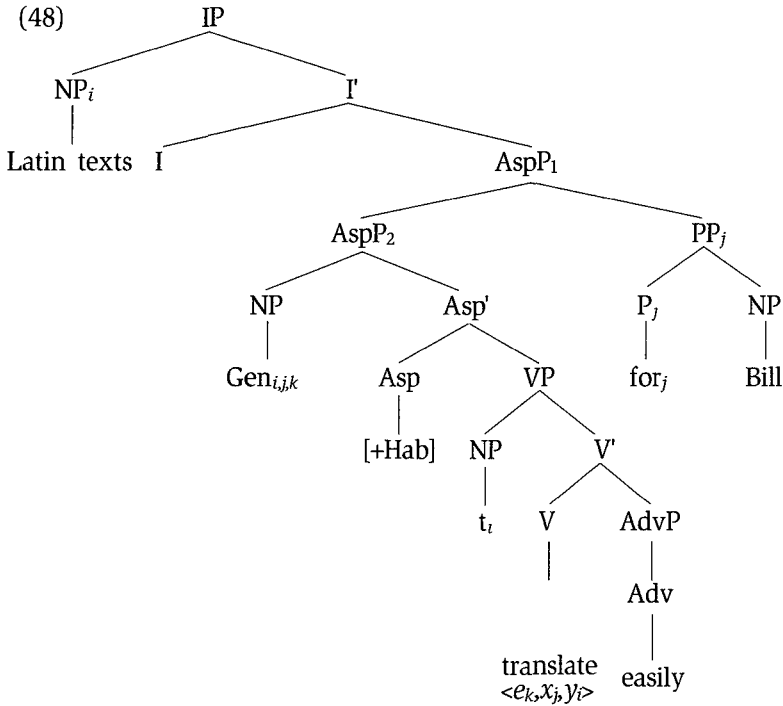 (48) IP
NPᵢ I'
Latin texts I AspP₁
AspP₂ PPⱼ
NP Asp' Pⱼ NP
Genᵢ,ⱼ,ₖ Asp VP forⱼ Bill
[+Hab] NP V'
tᵢ V AdvP
Adv
translate easily
<eₖ,xⱼ,yᵢ>